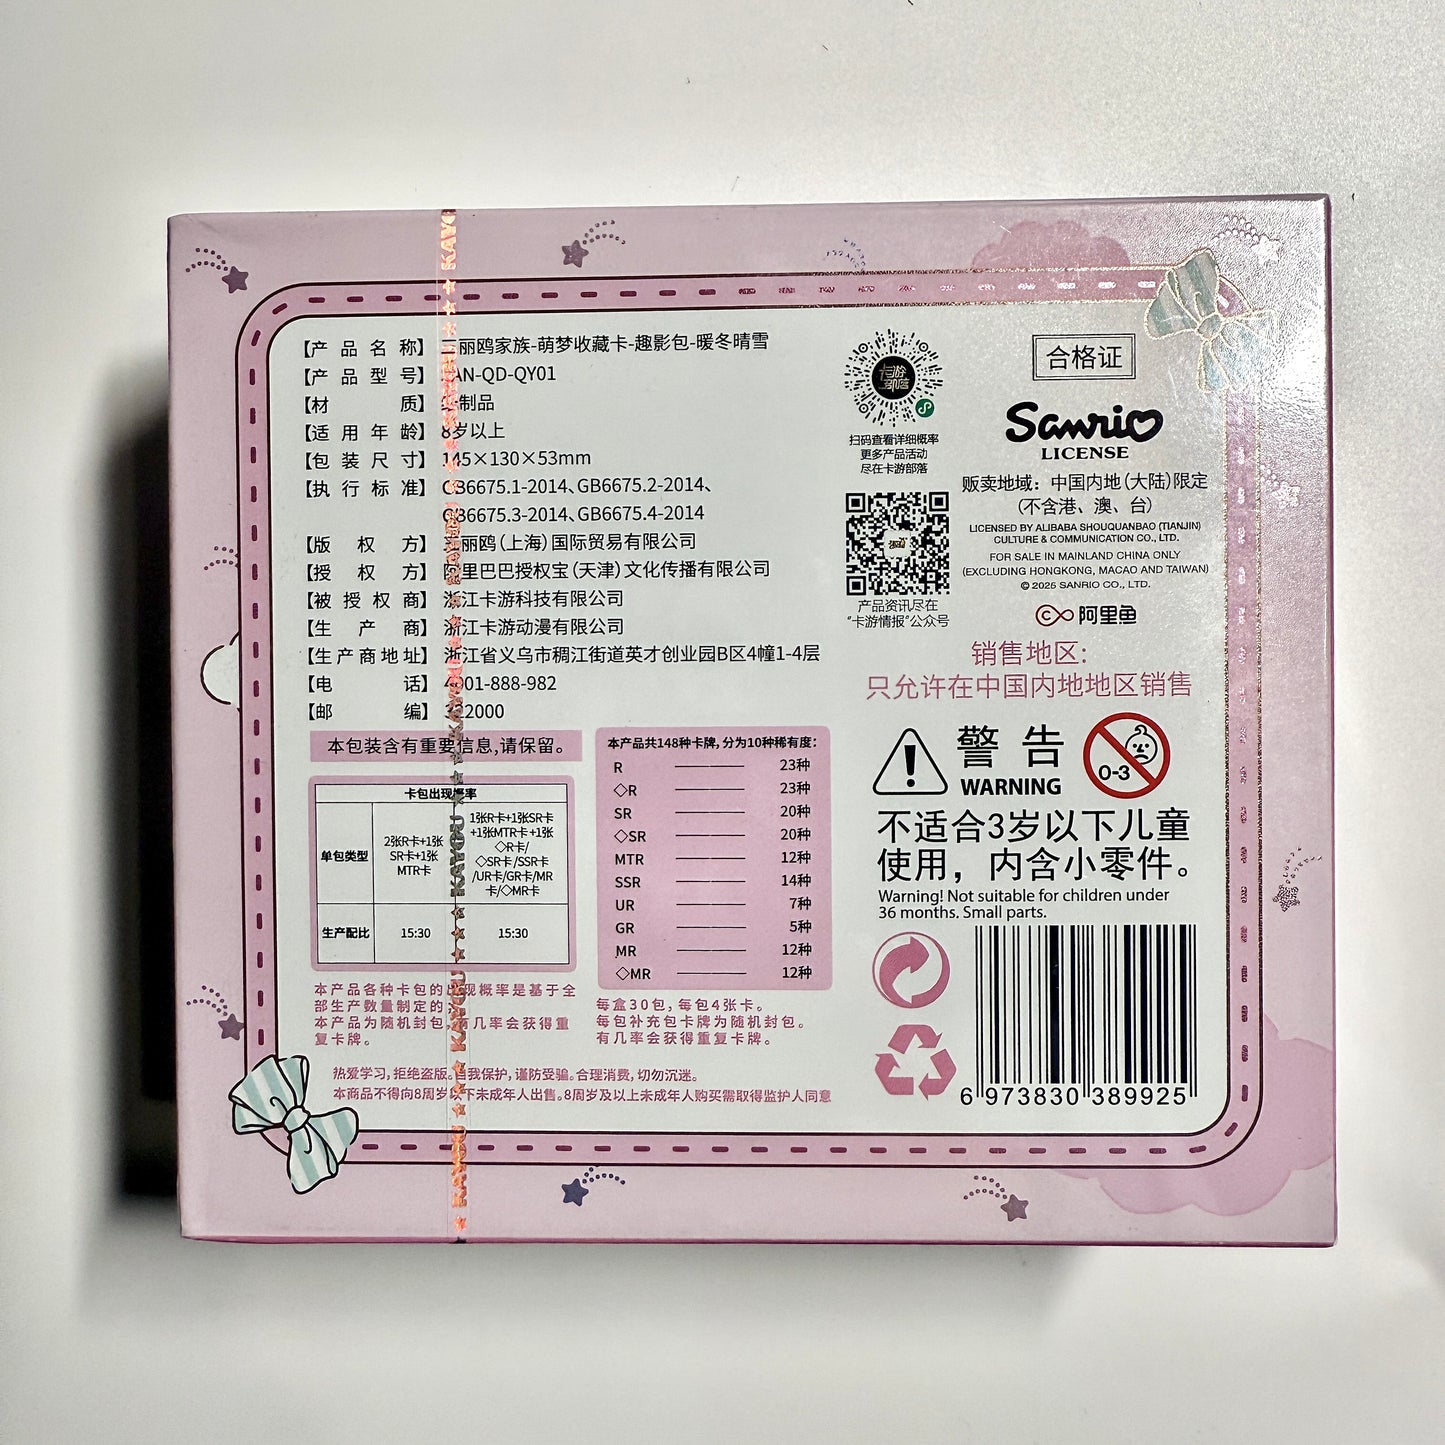 【产品名称】 丽鸥家族-萌梦收藏卡-趣影包-暖冬晴雪
【产品型号】 AN-QD-QY01
【材质】 制品
【适用年龄】 8岁以上
【包装尺寸】 145×130×53mm
【执行标准】 GB6675.1-2014、GB6675.2-2014、
GB6675.3-2014、GB6675.4-2014
【版权方】 丽鸥(上海)国际贸易有限公司
【授权方】 阿里巴巴授权宝(天津)文化传播有限公司
【被授权商】 浙江卡游科技有限公司
【生产商】 浙江卡游动漫有限公司
【生产商地址】 浙江省义乌市稠江街道英才创业园B区4幢1-4层
【电话】 4001-888-982
【邮编】 322000
本包装含有重要信息,请保留。
卡包出现概率
单包类型
2张R卡+1张
SR卡+1张
MTR卡
1张R卡+1张SR卡
+1张MTR卡+1张
◇R卡/
◇SR卡/SSR卡
/UR卡/GR卡/MR
卡/◇MR卡
生产配比 15:30 15:30
本产品各种卡包的出现概率是基于全
部生产数量制定的
本产品为随机封包,有几率会获得重
复卡牌。
本产品共148种卡牌,分为10种稀有度:
R 23种
◇R 23种
SR 20种
◇SR 20种
MTR 12种
SSR 14种
UR 7种
GR 5种
MR 12种
◇MR 12种
每盒30包,每包4张卡。
每包补充包卡牌为随机封包。
有几率会获得重复卡牌。
热爱学习,拒绝盗版。自我保护,谨防受骗。合理消费,切勿沉迷。
本商品不得向8周岁以下未成年人出售。8周岁及以上未成年人购买需取得监护人同意
卡游
部落
扫码查看详细概率
更多产品活动
尽在卡游部落
产品资讯尽在
“卡游情报”公众号
合格证
Sanrio
LICENSE
贩卖地域：中国内地(大陆)限定
(不含港、澳、台)
LICENSED BY ALIBABA SHOUQUANBAO (TIANJIN)
CULTURE & COMMUNICATION CO., LTD.
FOR SALE IN MAINLAND CHINA ONLY
(EXCLUDING HONGKONG, MACAO AND TAIWAN)
© 2025 SANRIO CO., LTD.
阿里鱼
销售地区：
只允许在中国内地地区销售
警告
WARNING
0-3
不适合3岁以下儿童
使用，内含小零件。
Warning! Not suitable for children under
36 months. Small parts.
6 973830 389925
KAYOU ★ ★ ★ KAYOU ★ ★ ★ KAYOU ★ ★ ★ KAYOU